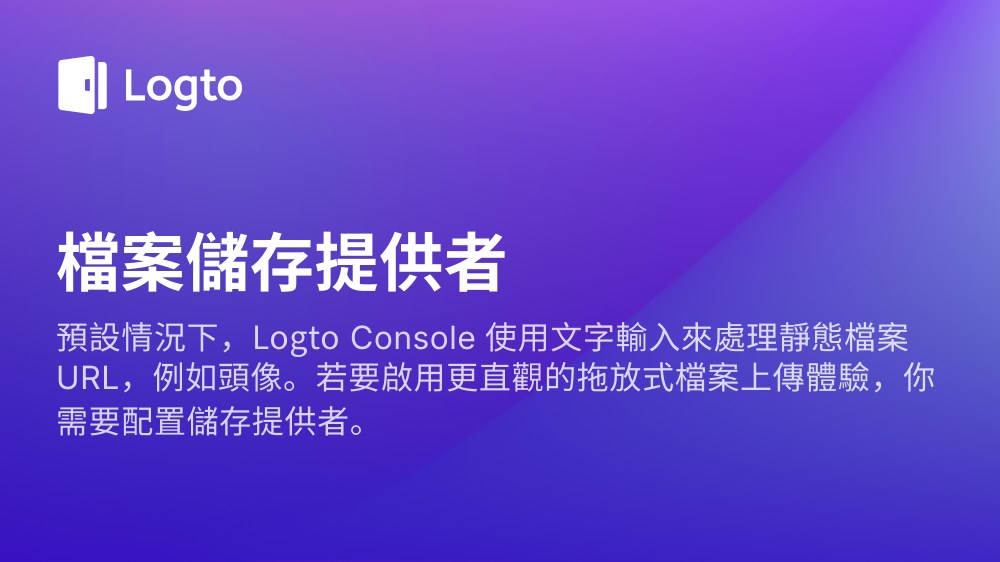 Logto
檔案儲存提供者
預設情況下，Logto Console 使用文字輸入來處理靜態檔案
URL，例如頭像。若要啟用更直觀的拖放式檔案上傳體驗，你
需要配置儲存提供者。